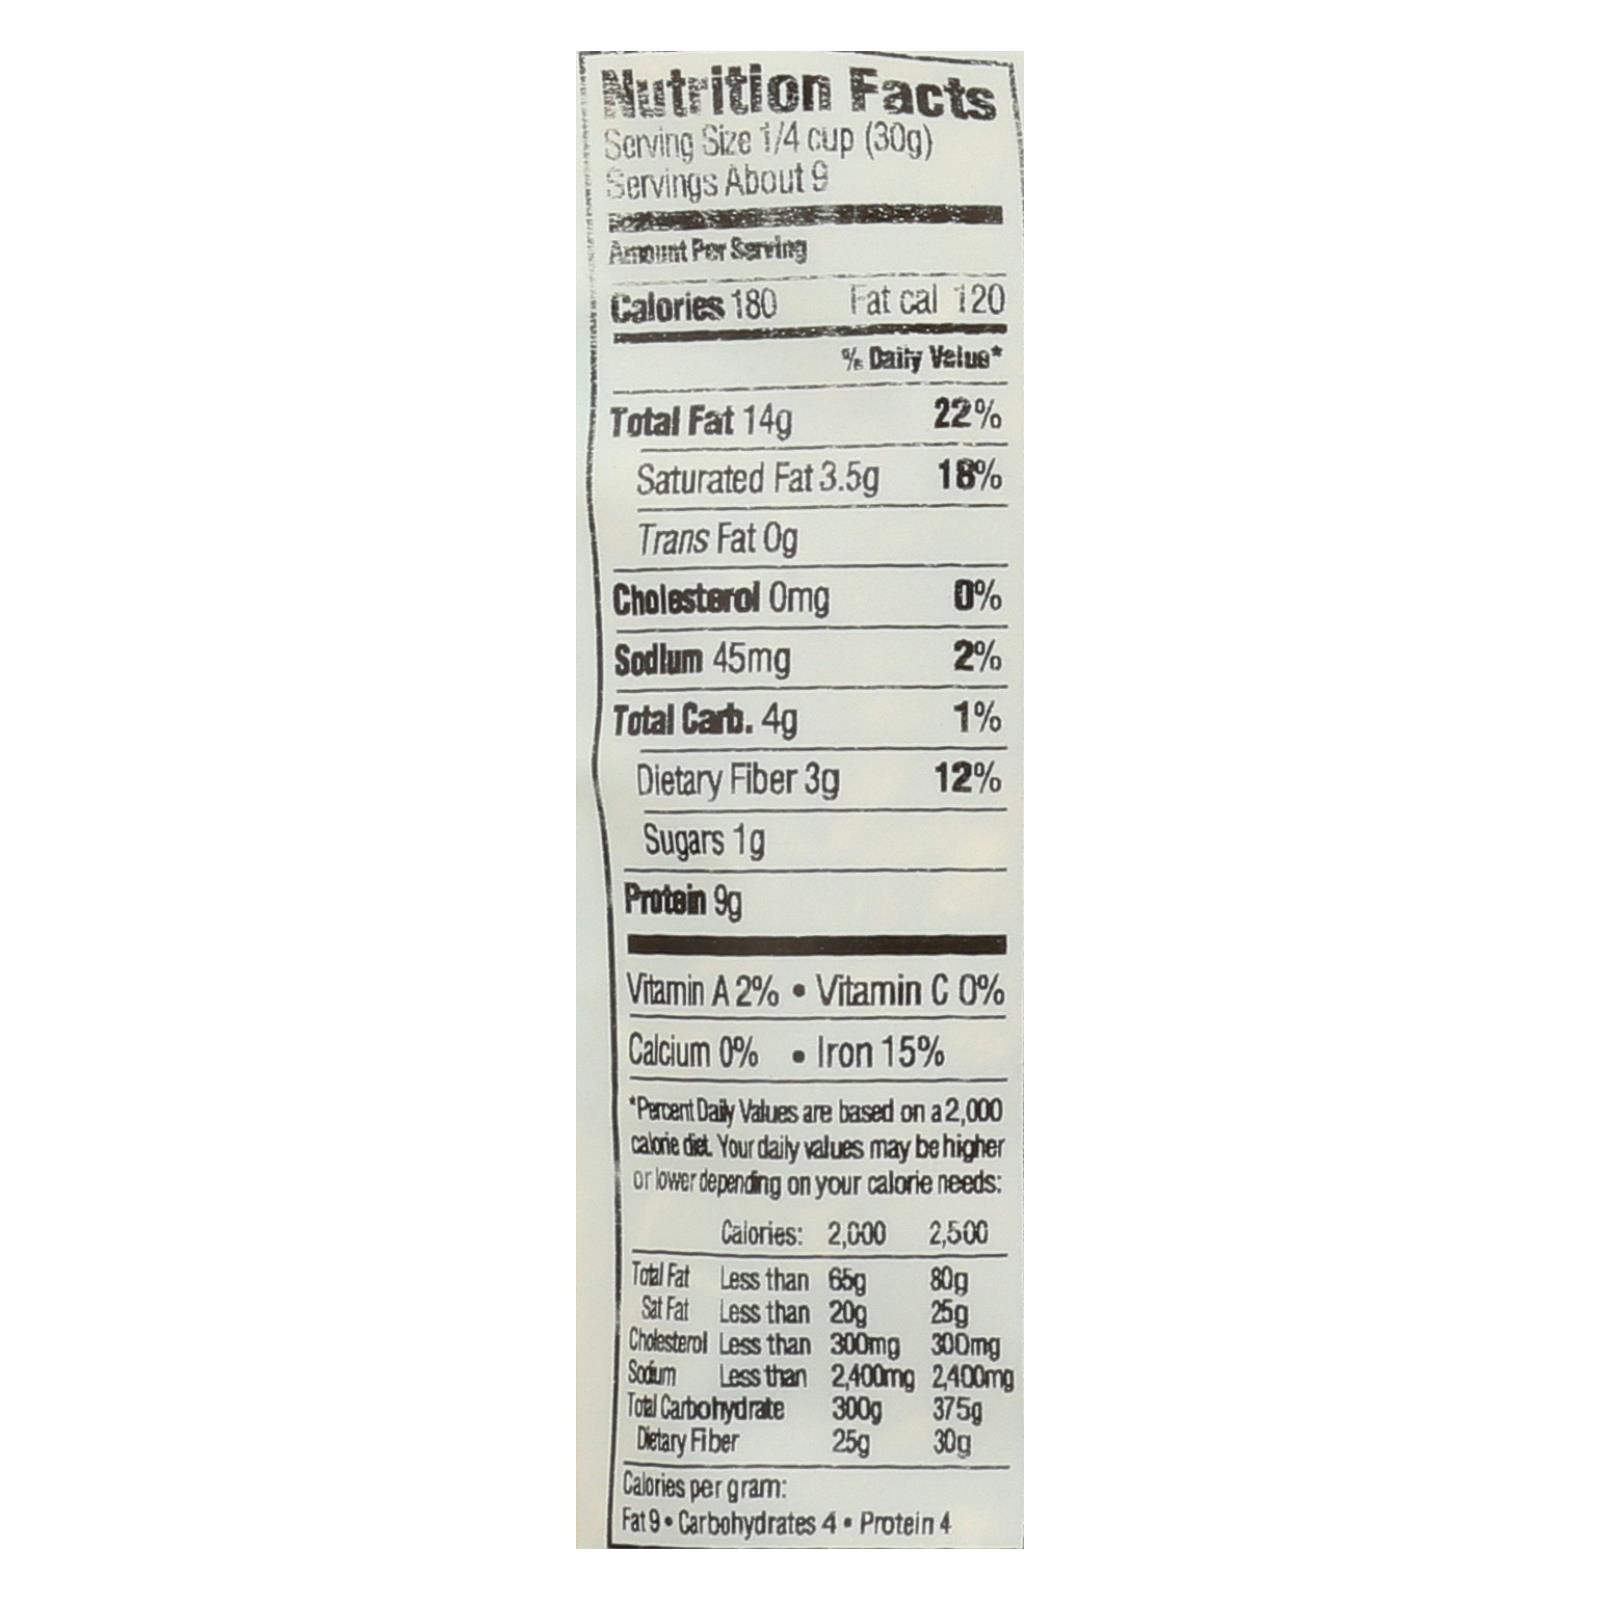 Nutrition Facts
Serving Size 1/4 cup (30g)
Servings About 9
Amount Per Serving
Calories 180 Fat cal 120
% Daily Value*
Total Fat 14g 22%
Saturated Fat 3.5g 18%
Trans Fat 0g
Cholesterol 0mg 0%
Sodium 45mg 2%
Total Carb. 4g 1%
Dietary Fiber 3g 12%
Sugars 1g
Protein 9g
Vitamin A 2% • Vitamin C 0%
Calcium 0% • Iron 15%
*Percent Daily Values are based on a 2,000
calorie diet. Your daily values may be higher
or lower depending on your calorie needs:
Calories: 2,000 2,500
Total Fat Less than 65g 80g
Sat Fat Less than 20g 25g
Cholesterol Less than 300mg 300mg
Sodium Less than 2,400mg 2,400mg
Total Carbohydrate 300g 375g
Dietary Fiber 25g 30g
Calories per gram:
Fat 9 • Carbohydrates 4 • Protein 4